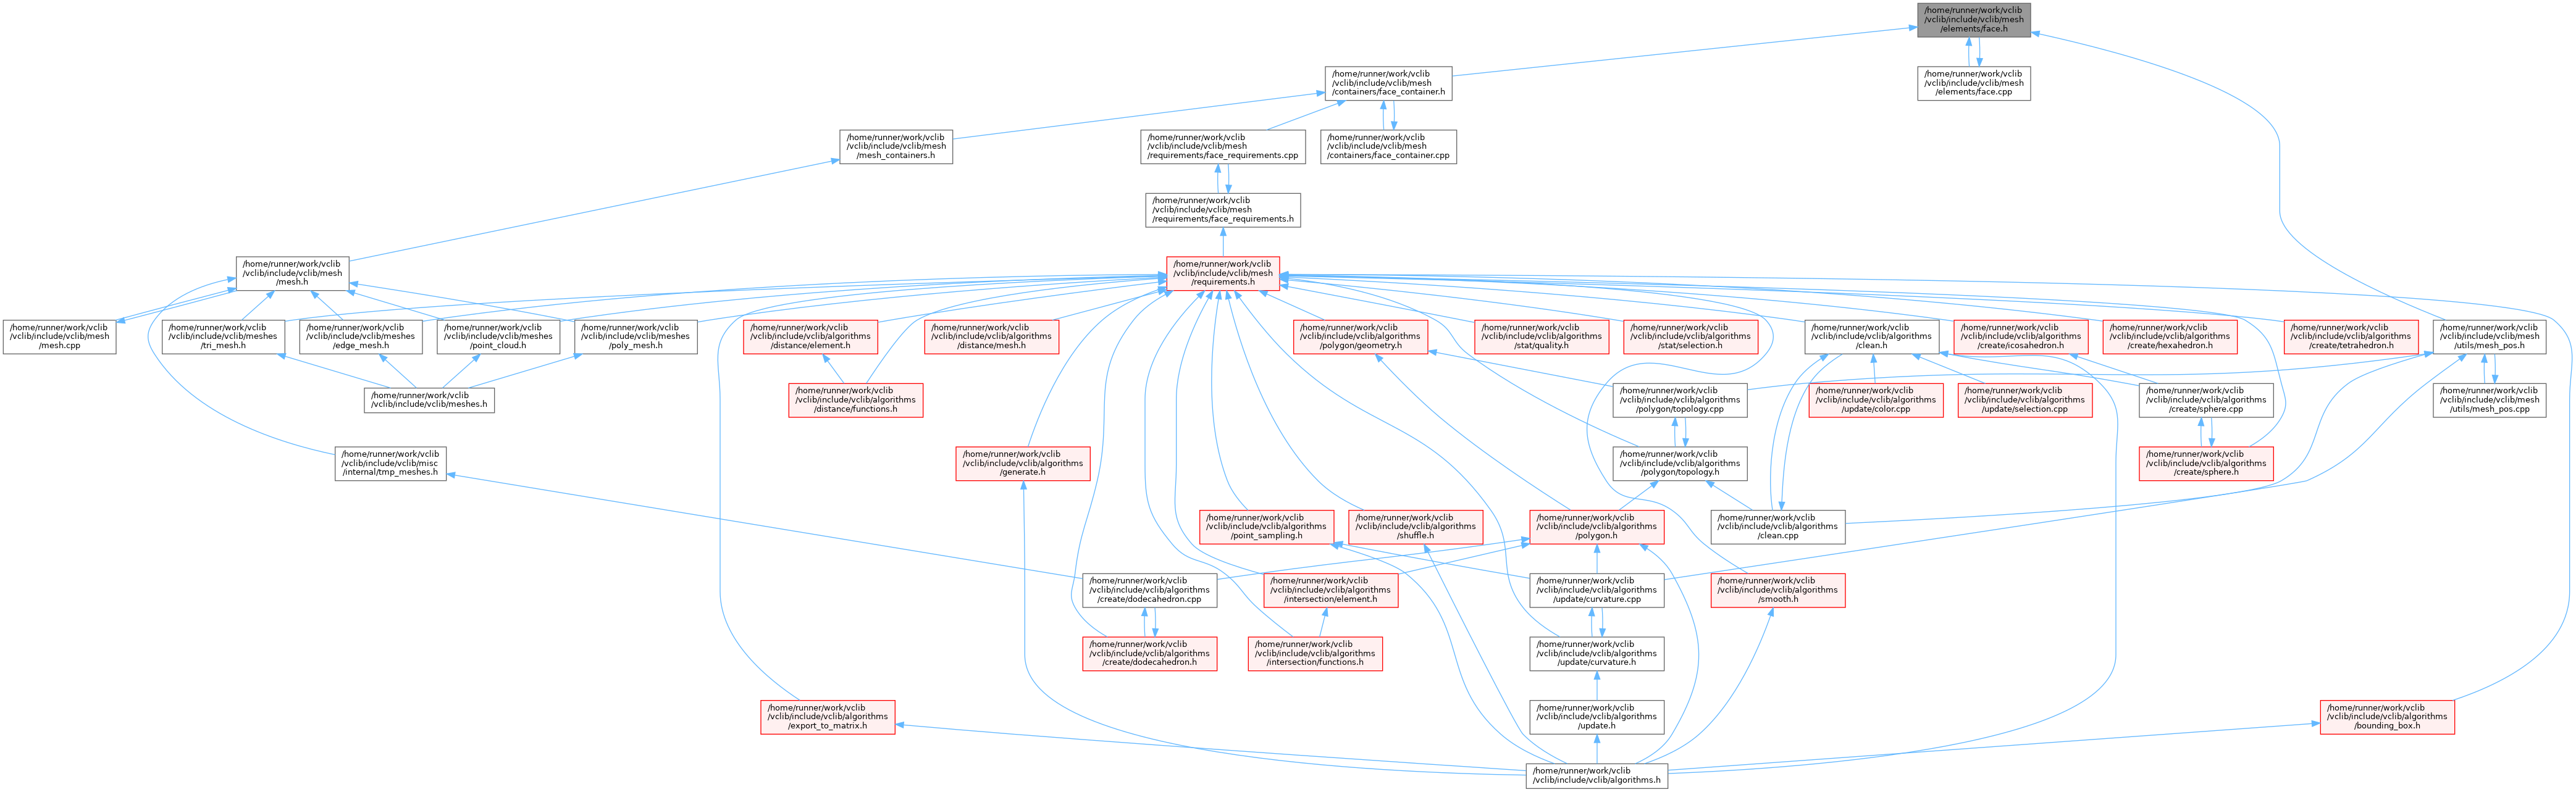 /home/runner/work/vclib
/vclib/include/vclib/mesh
/elements/face.h
/home/runner/work/vclib
/vclib/include/vclib/mesh
/containers/face_container.h
/home/runner/work/vclib
/vclib/include/vclib/mesh
/elements/face.cpp
/home/runner/work/vclib
/vclib/include/vclib/mesh
/mesh_containers.h
/home/runner/work/vclib
/vclib/include/vclib/mesh
/requirements/face_requirements.cpp
/home/runner/work/vclib
/vclib/include/vclib/mesh
/containers/face_container.cpp
/home/runner/work/vclib
/vclib/include/vclib/mesh
/requirements/face_requirements.h
/home/runner/work/vclib
/vclib/include/vclib/mesh
/mesh.h
/home/runner/work/vclib
/vclib/include/vclib/mesh
/requirements.h
/home/runner/work/vclib
/vclib/include/vclib/mesh
/mesh.cpp
/home/runner/work/vclib
/vclib/include/vclib/meshes
/tri_mesh.h
/home/runner/work/vclib
/vclib/include/vclib/meshes
/edge_mesh.h
/home/runner/work/vclib
/vclib/include/vclib/meshes
/point_cloud.h
/home/runner/work/vclib
/vclib/include/vclib/meshes
/poly_mesh.h
/home/runner/work/vclib
/vclib/include/vclib/algorithms
/distance/element.h
/home/runner/work/vclib
/vclib/include/vclib/algorithms
/distance/mesh.h
/home/runner/work/vclib
/vclib/include/vclib/algorithms
/polygon/geometry.h
/home/runner/work/vclib
/vclib/include/vclib/algorithms
/stat/quality.h
/home/runner/work/vclib
/vclib/include/vclib/algorithms
/stat/selection.h
/home/runner/work/vclib
/vclib/include/vclib/algorithms
/clean.h
/home/runner/work/vclib
/vclib/include/vclib/algorithms
/create/icosahedron.h
/home/runner/work/vclib
/vclib/include/vclib/algorithms
/create/hexahedron.h
/home/runner/work/vclib
/vclib/include/vclib/algorithms
/create/tetrahedron.h
/home/runner/work/vclib
/vclib/include/vclib/mesh
/utils/mesh_pos.h
/home/runner/work/vclib
/vclib/include/vclib/meshes.h
/home/runner/work/vclib
/vclib/include/vclib/algorithms
/distance/functions.h
/home/runner/work/vclib
/vclib/include/vclib/algorithms
/polygon/topology.cpp
/home/runner/work/vclib
/vclib/include/vclib/algorithms
/update/color.cpp
/home/runner/work/vclib
/vclib/include/vclib/algorithms
/update/selection.cpp
/home/runner/work/vclib
/vclib/include/vclib/algorithms
/create/sphere.cpp
/home/runner/work/vclib
/vclib/include/vclib/mesh
/utils/mesh_pos.cpp
/home/runner/work/vclib
/vclib/include/vclib/misc
/internal/tmp_meshes.h
/home/runner/work/vclib
/vclib/include/vclib/algorithms
/generate.h
/home/runner/work/vclib
/vclib/include/vclib/algorithms
/polygon/topology.h
/home/runner/work/vclib
/vclib/include/vclib/algorithms
/create/sphere.h
/home/runner/work/vclib
/vclib/include/vclib/algorithms
/point_sampling.h
/home/runner/work/vclib
/vclib/include/vclib/algorithms
/shuffle.h
/home/runner/work/vclib
/vclib/include/vclib/algorithms
/polygon.h
/home/runner/work/vclib
/vclib/include/vclib/algorithms
/clean.cpp
/home/runner/work/vclib
/vclib/include/vclib/algorithms
/create/dodecahedron.cpp
/home/runner/work/vclib
/vclib/include/vclib/algorithms
/intersection/element.h
/home/runner/work/vclib
/vclib/include/vclib/algorithms
/update/curvature.cpp
/home/runner/work/vclib
/vclib/include/vclib/algorithms
/smooth.h
/home/runner/work/vclib
/vclib/include/vclib/algorithms
/create/dodecahedron.h
/home/runner/work/vclib
/vclib/include/vclib/algorithms
/intersection/functions.h
/home/runner/work/vclib
/vclib/include/vclib/algorithms
/update/curvature.h
/home/runner/work/vclib
/vclib/include/vclib/algorithms
/export_to_matrix.h
/home/runner/work/vclib
/vclib/include/vclib/algorithms
/update.h
/home/runner/work/vclib
/vclib/include/vclib/algorithms
/bounding_box.h
/home/runner/work/vclib
/vclib/include/vclib/algorithms.h